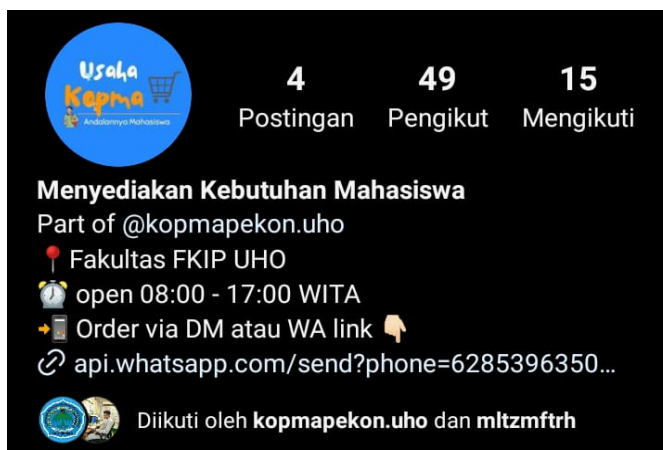 Usaha
Kopma
Andalannya Mahasiswa
4 49 15
Postingan Pengikut Mengikuti
Menyediakan Kebutuhan Mahasiswa
Part of @kopmapekon.uho
Fakultas FKIP UHO
open 08:00 - 17:00 WITA
Order via DM atau WA link
api.whatsapp.com/send?phone=6285396350...
Diikuti oleh kopmapekon.uho dan mltzmftrh